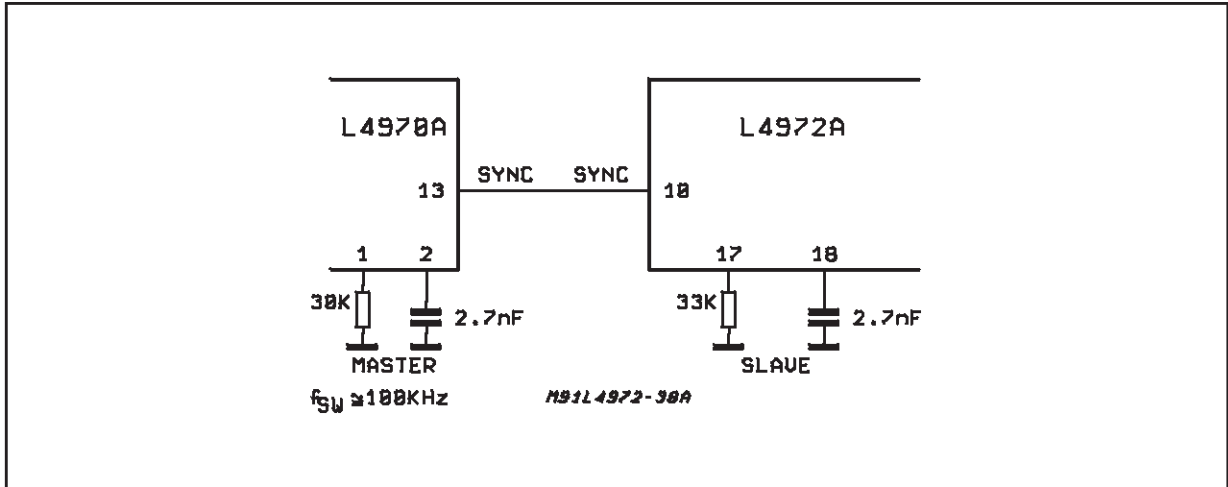 L4970A L4972A
SYNC SYNC
13 10
1 2 17 18
30K 2.7nF 33K 2.7nF
MASTER SLAVE
fSW ≅100KHz M91L4972-30A